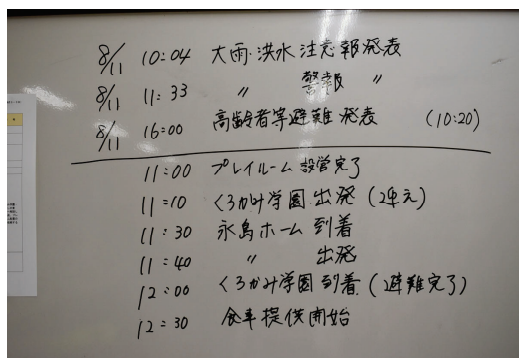 8/11 10:04 大雨・洪水注意報発表
8/11 11:33 〃 警報 〃
8/11 16:00 高齢者等避難発表 (10:20)
11:00 プレイルーム設営完了
11:10 くろかみ学園出発
11:30 永島ホーム到着
11:40 〃 出発
12:00 くろかみ学園到着(避難完了)
12:30 食事提供開始